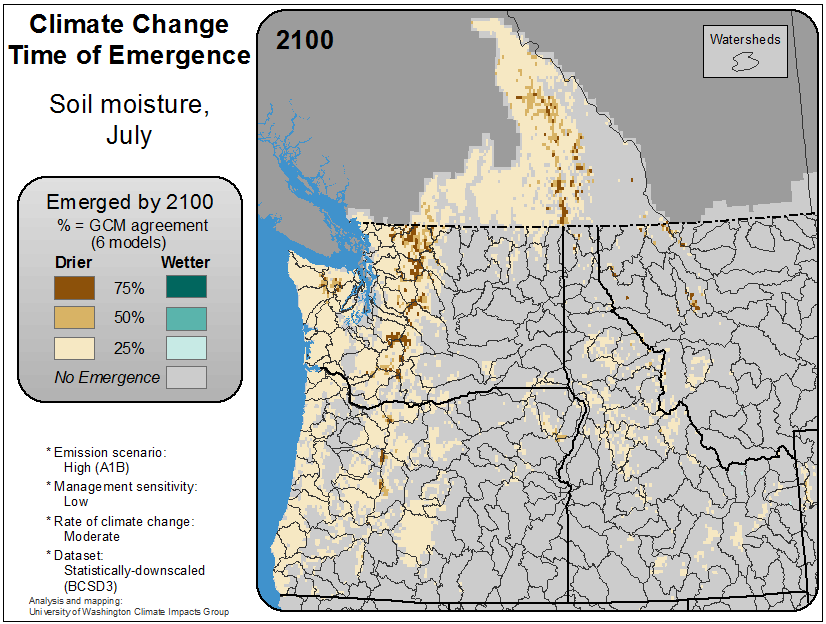 Climate Change
Time of Emergence
Soil moisture,
July
Emerged by 2100
% = GCM agreement
(6 models)
Drier Wetter
75%
50%
25%
No Emergence
* Emission scenario:
High (A1B)
* Management sensitivity:
Low
* Rate of climate change:
Moderate
* Dataset:
Statistically-downscaled
(BCSD3)
Analysis and mapping:
University of Washington Climate Impacts Group
2100
Watersheds